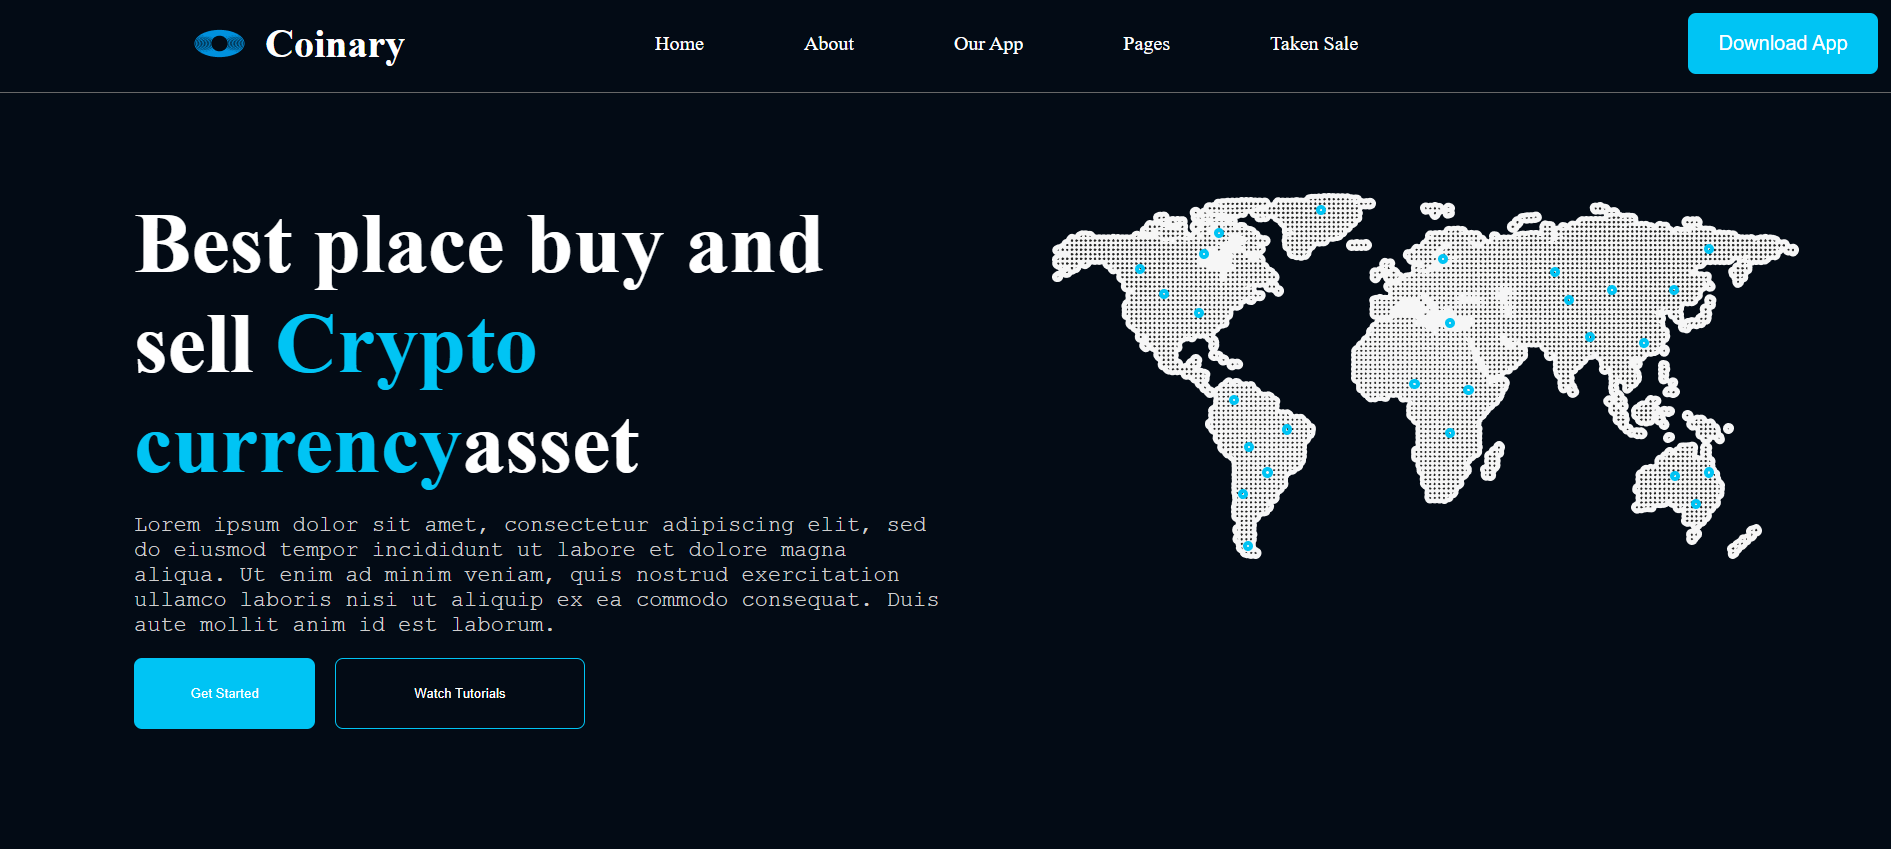 Coinary
Home
About
Our App
Pages
Taken Sale
Download App
Best place buy and
sell Crypto
currencyasset
Lorem ipsum dolor sit amet, consectetur adipiscing elit, sed
do eiusmod tempor incididunt ut labore et dolore magna
aliqua. Ut enim ad minim veniam, quis nostrud exercitation
ullamco laboris nisi ut aliquip ex ea commodo consequat. Duis
aute mollit anim id est laborum.
Get Started
Watch Tutorials